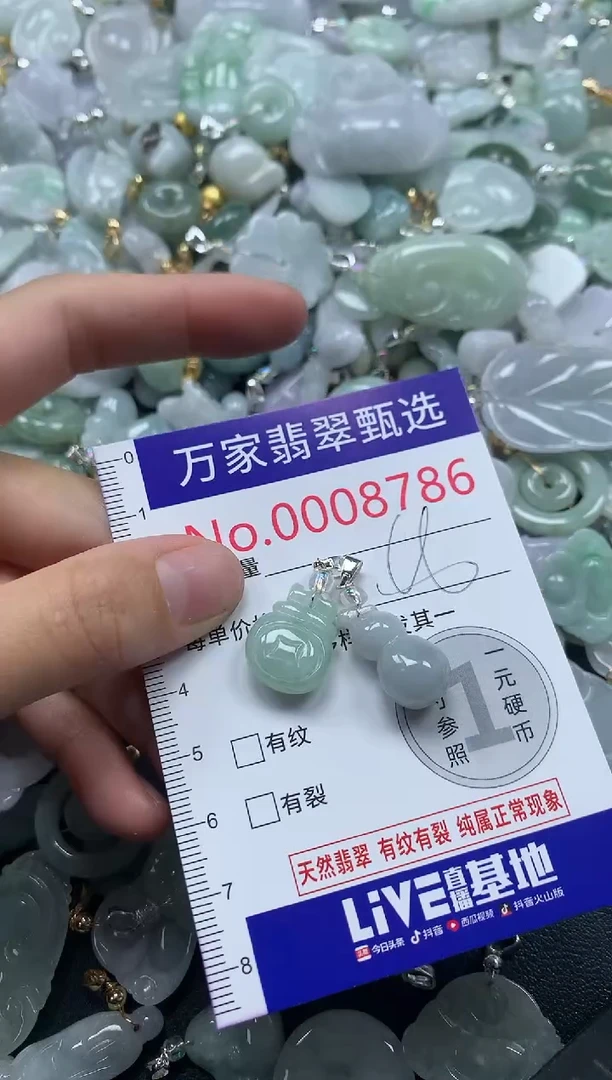 万家翡翠甄选
No.0008786
量
每单价
发其一
0
1
4
5
6
7
8
1
一元硬币
寸参照
有纹
有裂
天然翡翠 有纹有裂 纯属正常现象
LiVE直播基地
今日头条 抖音 西瓜视频 抖音火山版